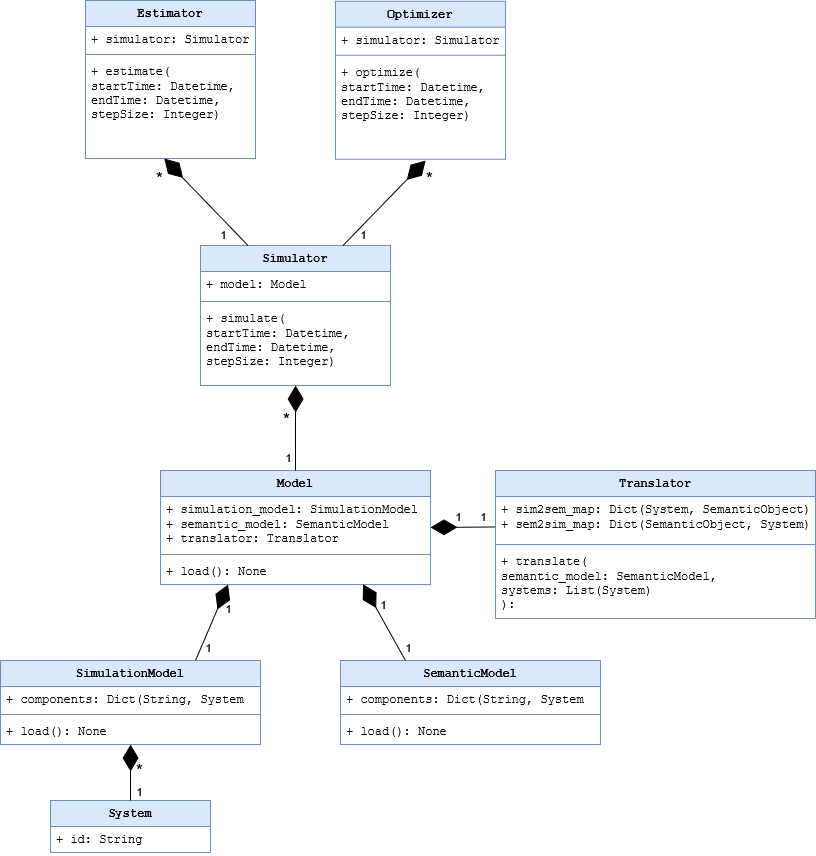 Estimator
+ simulator: Simulator
+ estimate(
startTime: Datetime,
endTime: Datetime,
stepSize: Integer)
Optimizer
+ simulator: Simulator
+ optimize(
startTime: Datetime,
endTime: Datetime,
stepSize: Integer)
*
*
1
1
Simulator
+ model: Model
+ simulate(
startTime: Datetime,
endTime: Datetime,
stepSize: Integer)
*
1
Model
+ simulation_model: SimulationModel
+ semantic_model: SemanticModel
+ translator: Translator
+ load(): None
1
1
Translator
+ sim2sem_map: Dict(System, SemanticObject)
+ sem2sim_map: Dict(SemanticObject, System)
+ translate(
semantic_model: SemanticModel,
systems: List(System)
):
1
1
1
1
SimulationModel
+ components: Dict(String, System
+ load(): None
SemanticModel
+ components: Dict(String, System
+ load(): None
*
1
System
+ id: String